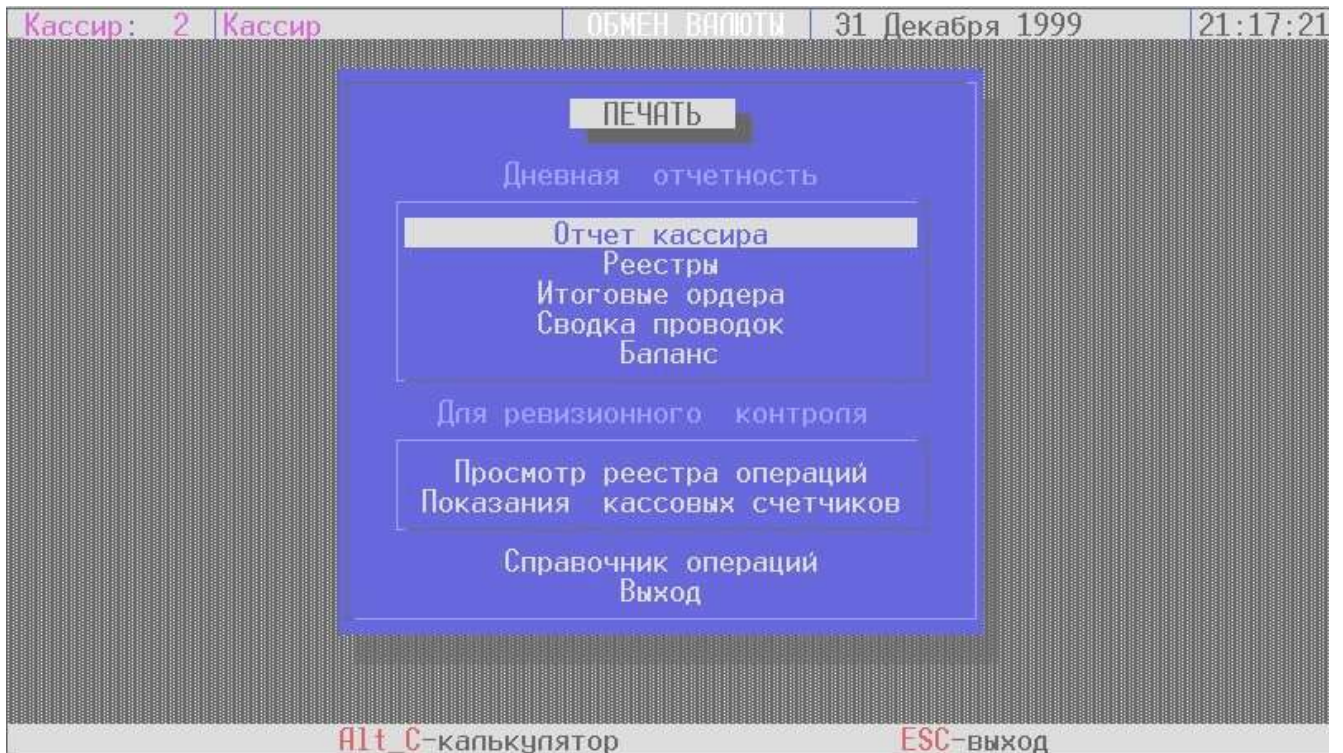 Кассир: 2 Кассир ОБМЕН ВАЛЮТЫ 31 Декабря 1999 21:17:21
ПЕЧАТЬ
Дневная отчетность
Отчет кассира
Реестры
Итоговые ордера
Сводка проводок
Баланс
Для ревизионного контроля
Просмотр реестра операций
Показания кассовых счетчиков
Справочник операций
Выход
Alt_C-калькулятор ESC-выход